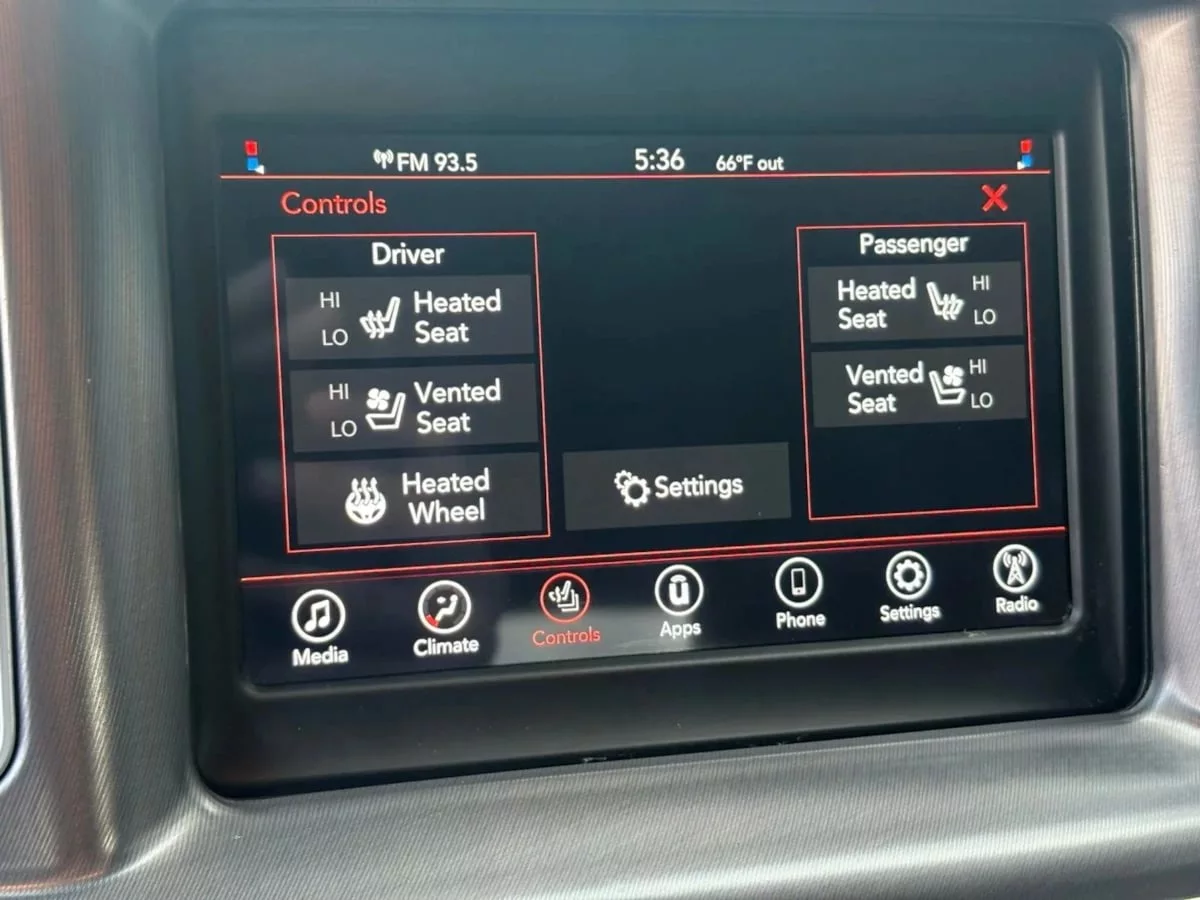 FM 93.5 5:36 66°F out
Controls X
Driver
HI
LO
Heated
Seat
HI
LO
Vented
Seat
Heated
Wheel
Settings
Passenger
Heated
Seat
HI
LO
Vented
Seat
HI
LO
Media Climate Controls Apps Phone Settings Radio